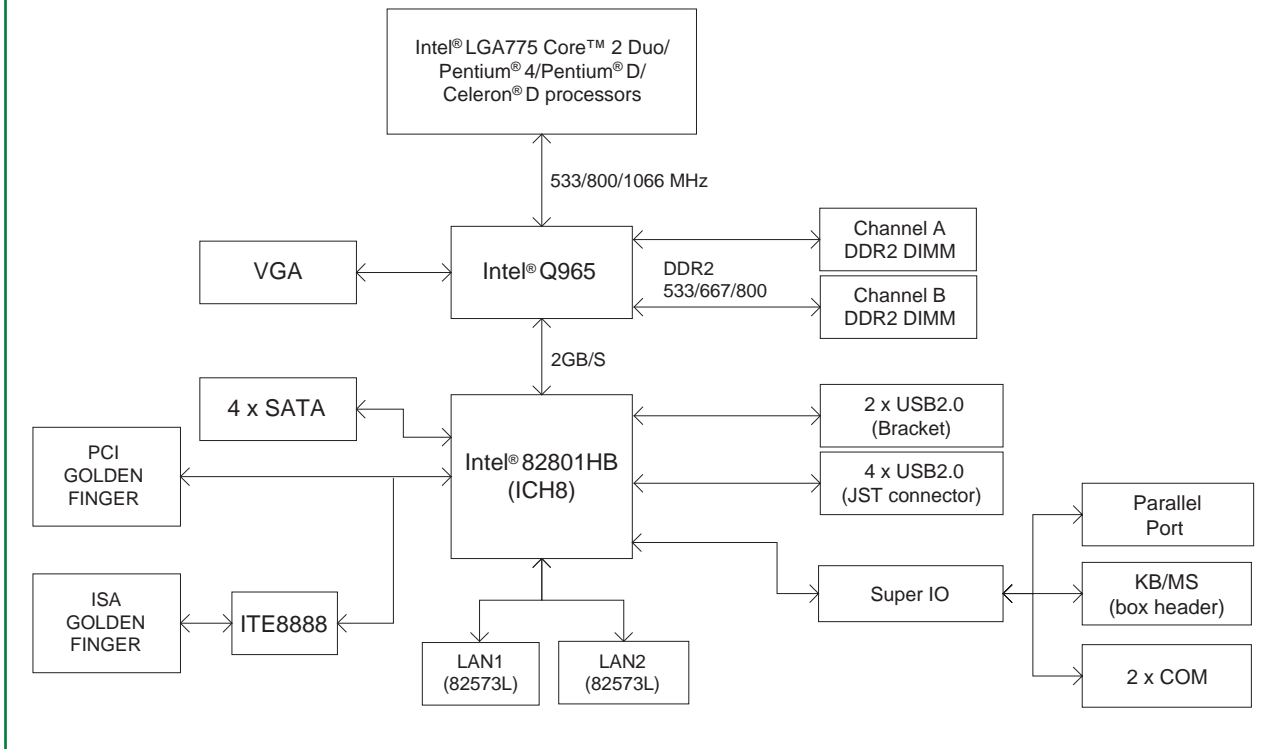 Intel® LGA775 Core™ 2 Duo/
Pentium® 4/Pentium® D/
Celeron® D processors
533/800/1066 MHz
VGA
Intel® Q965
DDR2
533/667/800
Channel A
DDR2 DIMM
Channel B
DDR2 DIMM
2GB/S
4 x SATA
PCI
GOLDEN
FINGER
Intel® 82801HB
(ICH8)
2 x USB2.0
(Bracket)
4 x USB2.0
(JST connector)
Parallel
Port
ISA
GOLDEN
FINGER
ITE8888
Super IO
KB/MS
(box header)
LAN1
(82573L)
LAN2
(82573L)
2 x COM